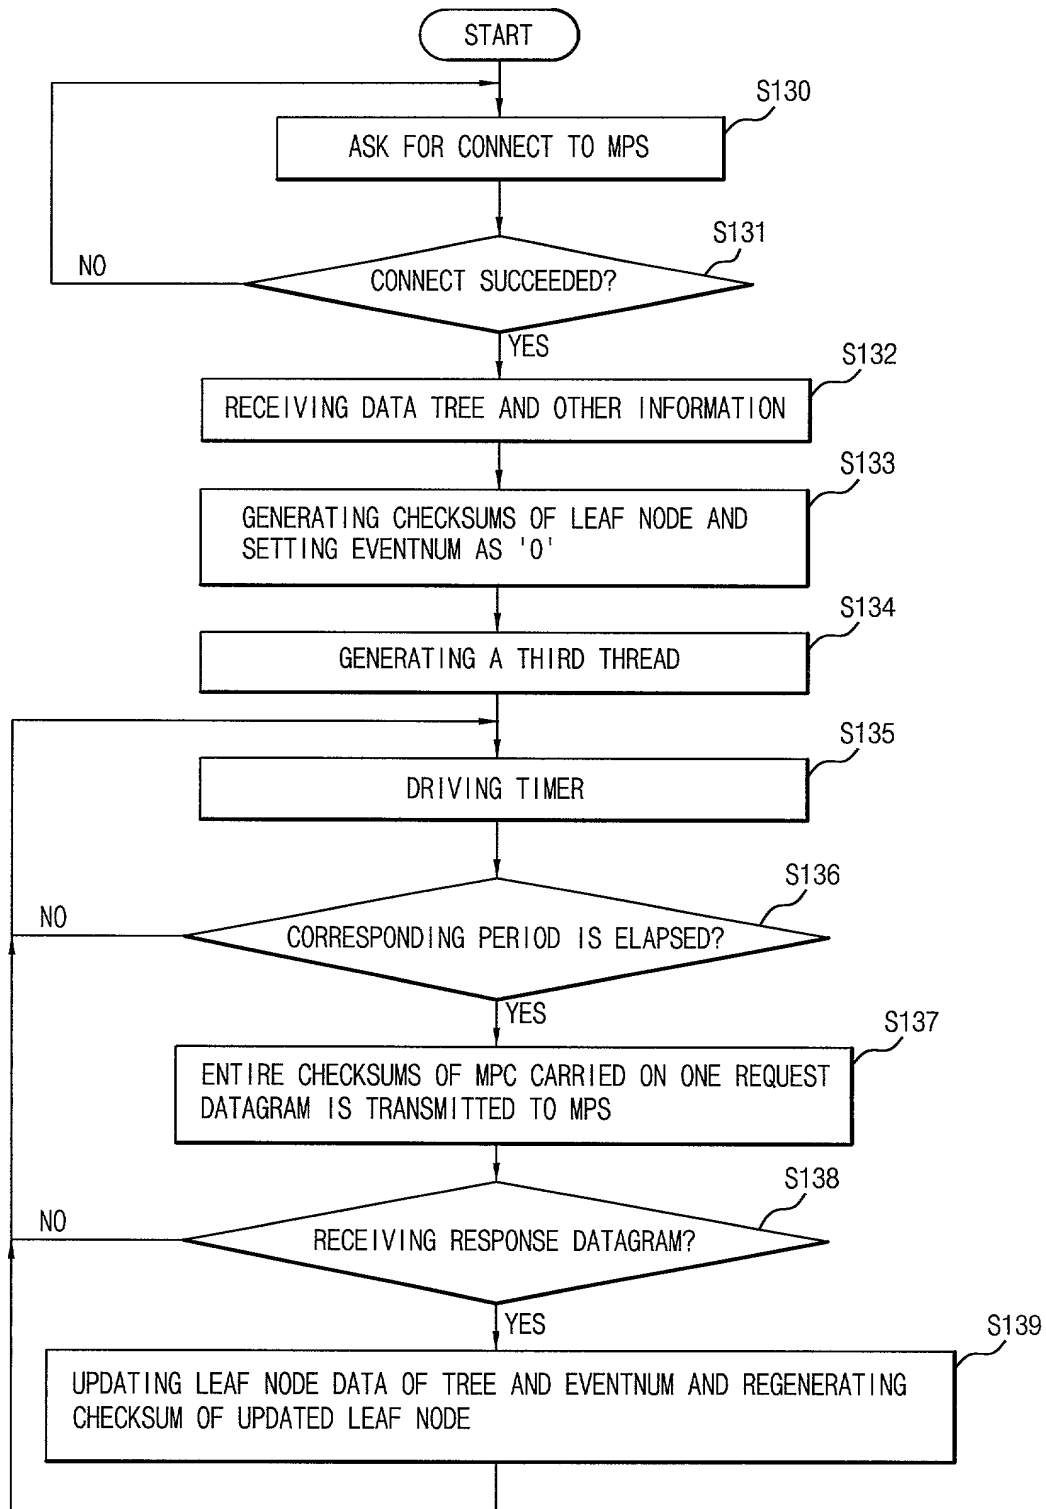 START
S130
ASK FOR CONNECT TO MPS
S131
CONNECT SUCCEEDED?
NO
YES
S132
RECEIVING DATA TREE AND OTHER INFORMATION
S133
GENERATING CHECKSUMS OF LEAF NODE AND
SETTING EVENTNUM AS '0'
S134
GENERATING A THIRD THREAD
S135
DRIVING TIMER
S136
CORRESPONDING PERIOD IS ELAPSED?
NO
YES
S137
ENTIRE CHECKSUMS OF MPC CARRIED ON ONE REQUEST
DATAGRAM IS TRANSMITTED TO MPS
S138
RECEIVING RESPONSE DATAGRAM?
NO
YES
S139
UPDATING LEAF NODE DATA OF TREE AND EVENTNUM AND REGENERATING
CHECKSUM OF UPDATED LEAF NODE